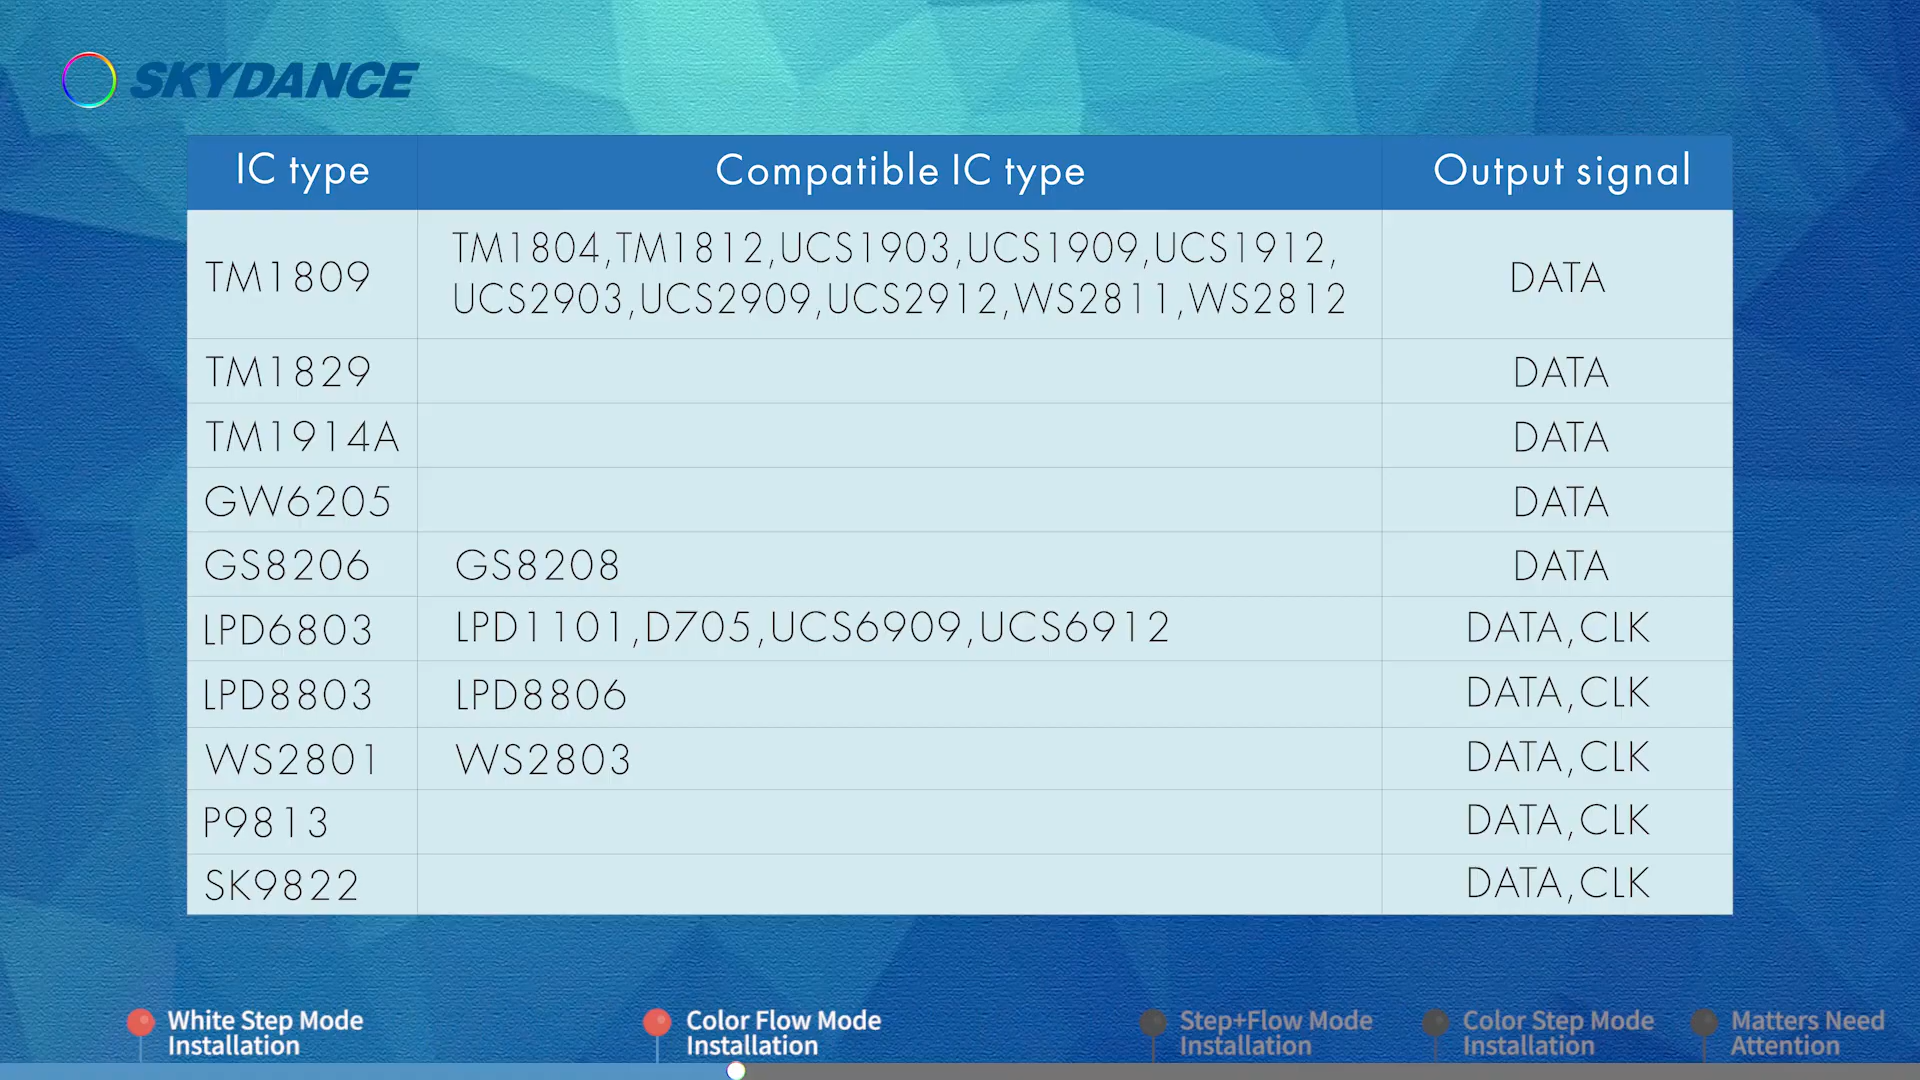 SKYDANCE
IC type Compatible IC type Output signal
TM1809 TM1804,TM1812,UCS1903,UCS1909,UCS1912, DATA
UCS2903,UCS2909,UCS2912,WS2811,WS2812
TM1829 DATA
TM1914A DATA
GW6205 DATA
GS8206 GS8208 DATA
LPD6803 LPD1101,D705,UCS6909,UCS6912 DATA,CLK
LPD8803 LPD8806 DATA,CLK
WS2801 WS2803 DATA,CLK
P9813 DATA,CLK
SK9822 DATA,CLK
White Step Mode
Installation
Color Flow Mode
Installation
Step+Flow Mode
Installation
Color Step Mode
Installation
Matters Need
Attention